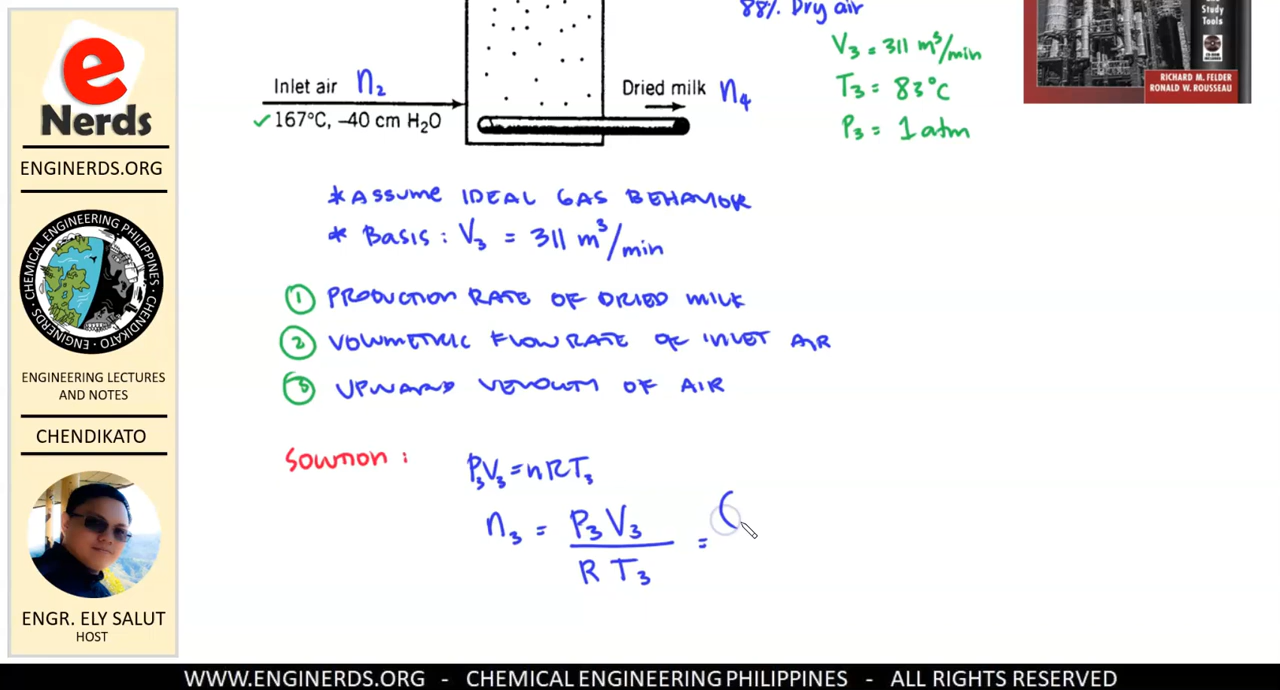 e
Nerds
ENGINERDS.ORG
CHEMICAL ENGINEERING PHILIPPINES
ENGINERDS: CHENDIKATO
ENGINEERING LECTURES
AND NOTES
CHENDIKATO
ENGR. ELY SALUT
HOST
88% Dry air
V3 = 311 m³/min
T3 = 83°C
P3 = 1 atm
Inlet air n2
✓ 167°C, –40 cm H₂O
Dried milk n4
Study
Tools
RICHARD M. FELDER
RONALD W. ROUSSEAU
* ASSUME IDEAL GAS BEHAVIOR
* BASIS : V3 = 311 m³/min
① PRODUCTION RATE OF DRIED MILK
② VOLUMETRIC FLOW RATE OF INLET AIR
③ UPWARD VELOCITY OF AIR
SOLUTION :
P3V3 = nRT3
n3 = P3 V3 / R T3 = (
WWW.ENGINERDS.ORG - CHEMICAL ENGINEERING PHILIPPINES - ALL RIGHTS RESERVED